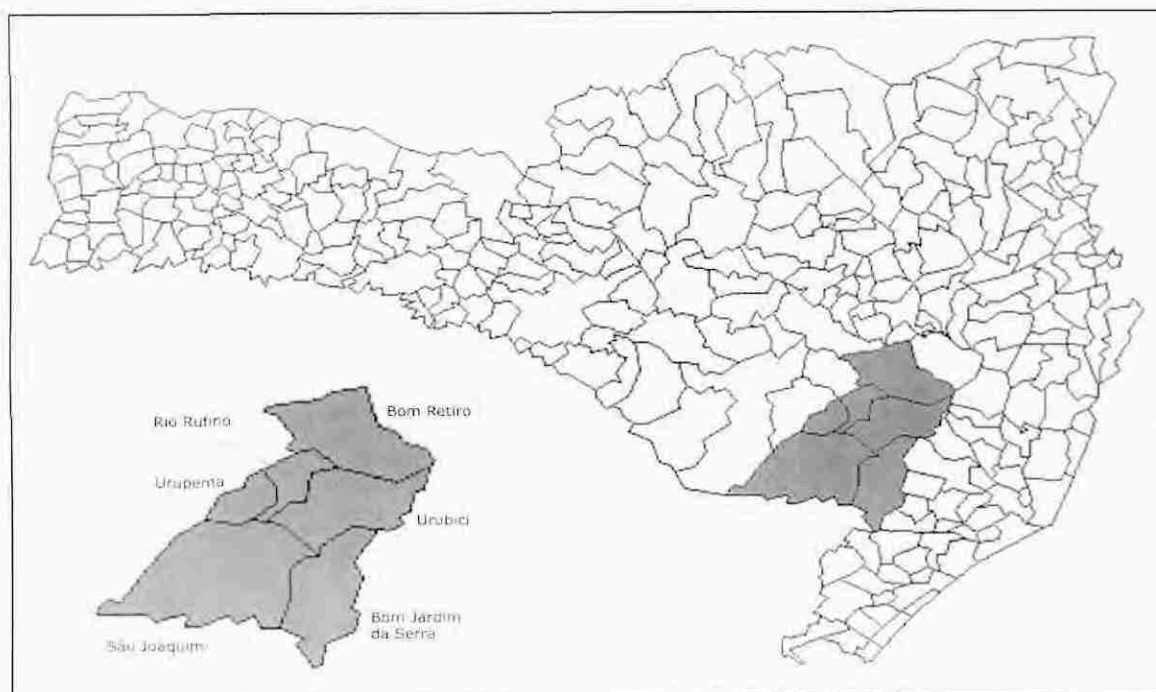 Rio Rufino
Bom Retiro
Urupema
Urubici
Bom Jardim
da Serra
São Joaquim